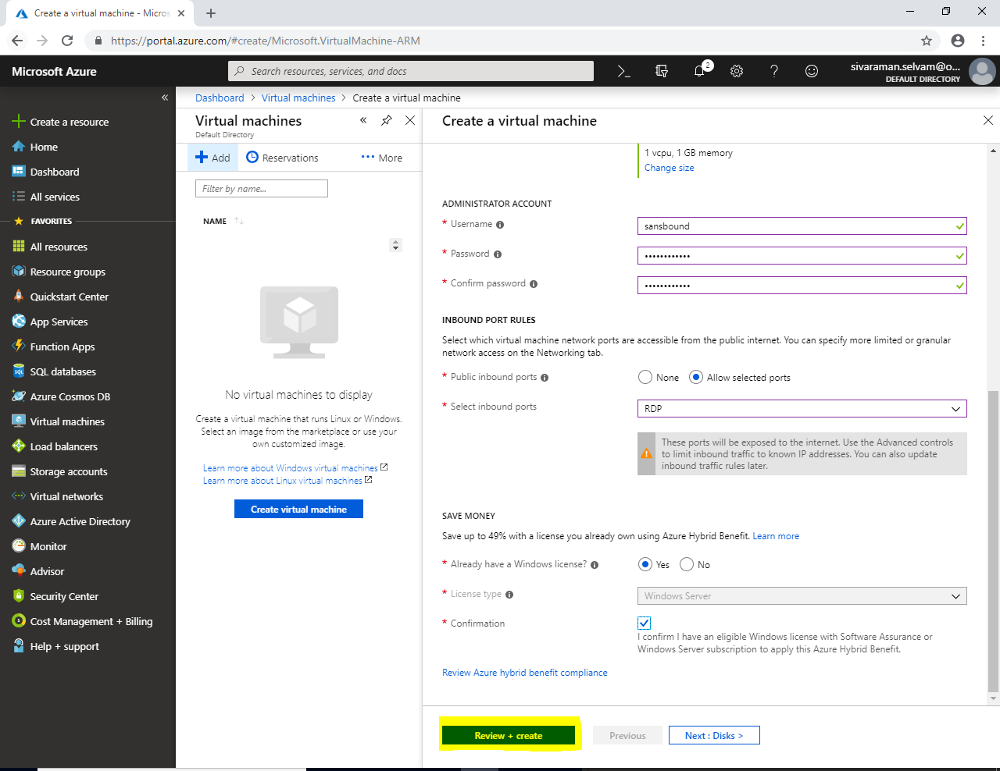 Create a virtual machine - Micros
https://portal.azure.com/#create/Microsoft.VirtualMachine-ARM
Microsoft Azure
Search resources, services, and docs
2
sivaraman.selvam@o...
DEFAULT DIRECTORY
Create a resource
Home
Dashboard
All services
FAVORITES
All resources
Resource groups
Quickstart Center
App Services
Function Apps
SQL databases
Azure Cosmos DB
Virtual machines
Load balancers
Storage accounts
Virtual networks
Azure Active Directory
Monitor
Advisor
Security Center
Cost Management + Billing
Help + support
Dashboard > Virtual machines > Create a virtual machine
Virtual machines
Default Directory
Add
Reservations
More
Filter by name...
NAME
No virtual machines to display
Create a virtual machine that runs Linux or Windows.
Select an image from the marketplace or use your
own customized image.
Learn more about Windows virtual machines
Learn more about Linux virtual machines
Create virtual machine
Create a virtual machine
1 vcpu, 1 GB memory
Change size
ADMINISTRATOR ACCOUNT
* Username
sansbound
* Password
••••••••••••
* Confirm password
••••••••••••
INBOUND PORT RULES
Select which virtual machine network ports are accessible from the public internet. You can specify more limited or granular
network access on the Networking tab.
* Public inbound ports
None
Allow selected ports
* Select inbound ports
RDP
These ports will be exposed to the internet. Use the Advanced controls
to limit inbound traffic to known IP addresses. You can also update
inbound traffic rules later.
SAVE MONEY
Save up to 49% with a license you already own using Azure Hybrid Benefit. Learn more
* Already have a Windows license?
Yes
No
* License type
Windows Server
* Confirmation
I confirm I have an eligible Windows license with Software Assurance or
Windows Server subscription to apply this Azure Hybrid Benefit.
Review Azure hybrid benefit compliance
Review + create
Previous
Next : Disks >